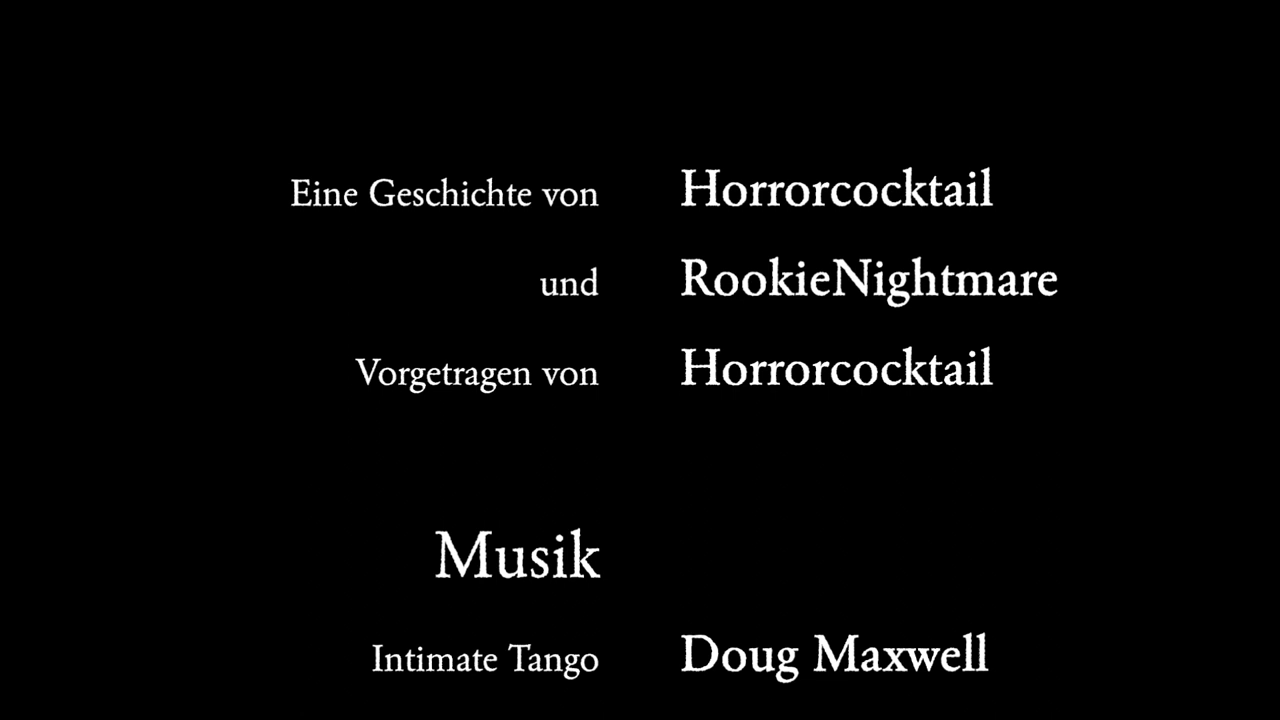 Eine Geschichte von Horrorcocktail
und RookieNightmare
Vorgetragen von Horrorcocktail
Musik
Intimate Tango Doug Maxwell